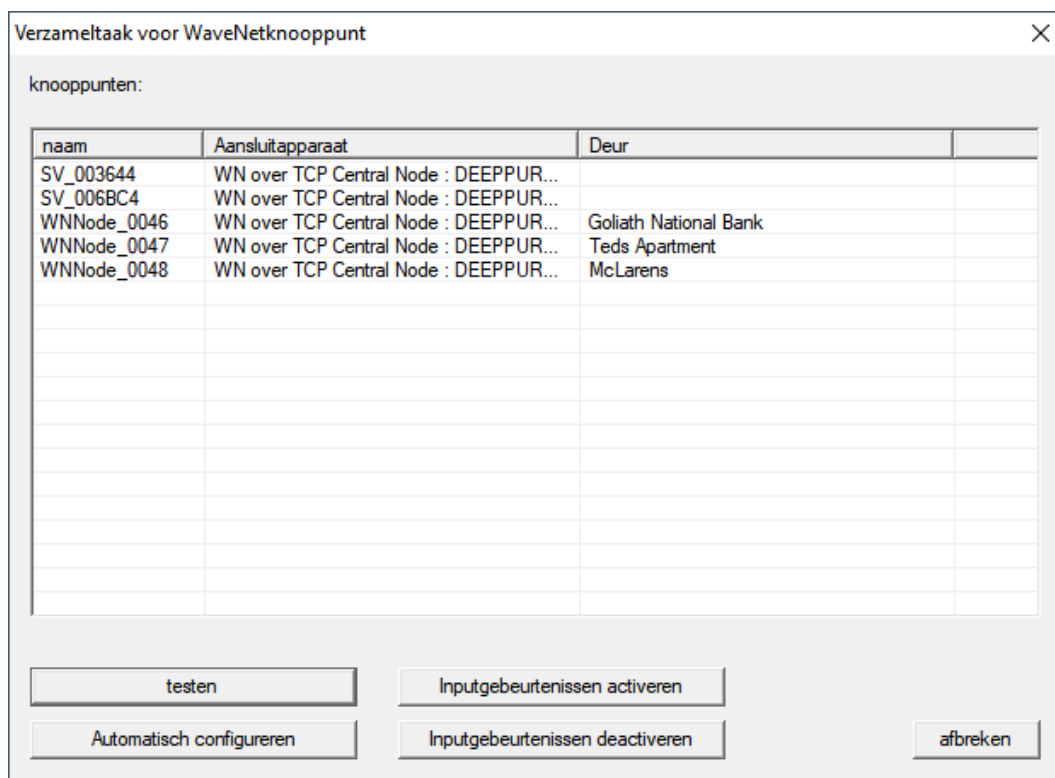 Verzameltaak voor WaveNetknooppunt
knooppunten:
naam Aansluitapparaat Deur
SV_003644 WN over TCP Central Node : DEEPPUR...
SV_006BC4 WN over TCP Central Node : DEEPPUR...
WNNode_0046 WN over TCP Central Node : DEEPPUR... Goliath National Bank
WNNode_0047 WN over TCP Central Node : DEEPPUR... Teds Apartment
WNNode_0048 WN over TCP Central Node : DEEPPUR... McLarens
testen Inputgebeurtenissen activeren
Automatisch configureren Inputgebeurtenissen deactiveren afbreken